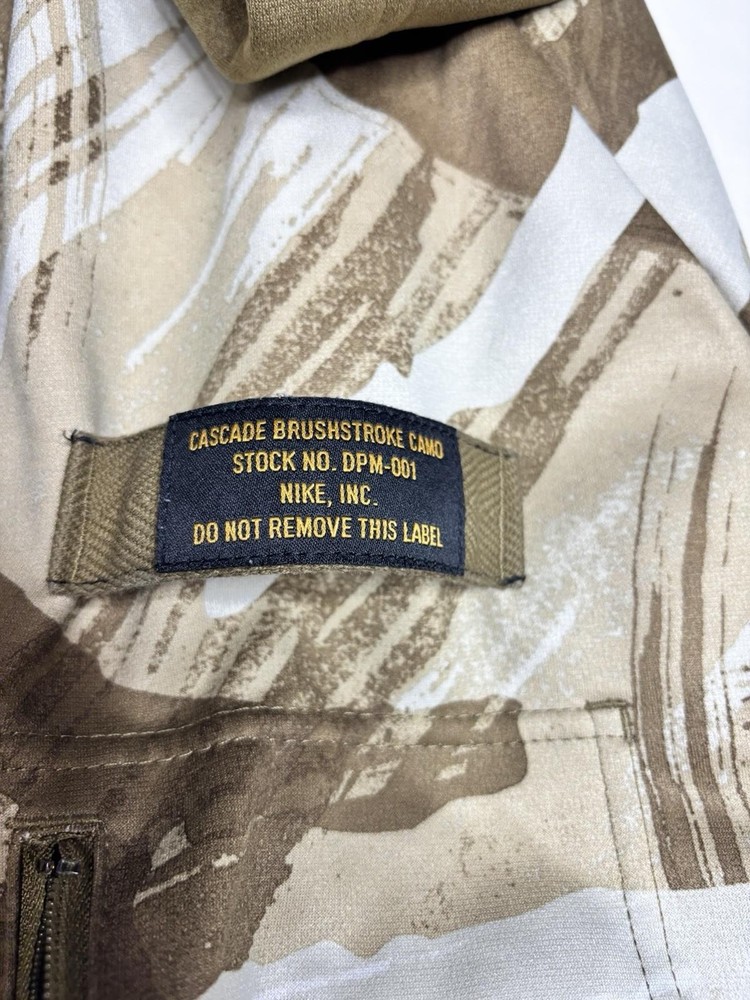 CASCADE BRUSHSTROKE CAMO
STOCK NO. DPM-001
NIKE, INC.
DO NOT REMOVE THIS LABEL